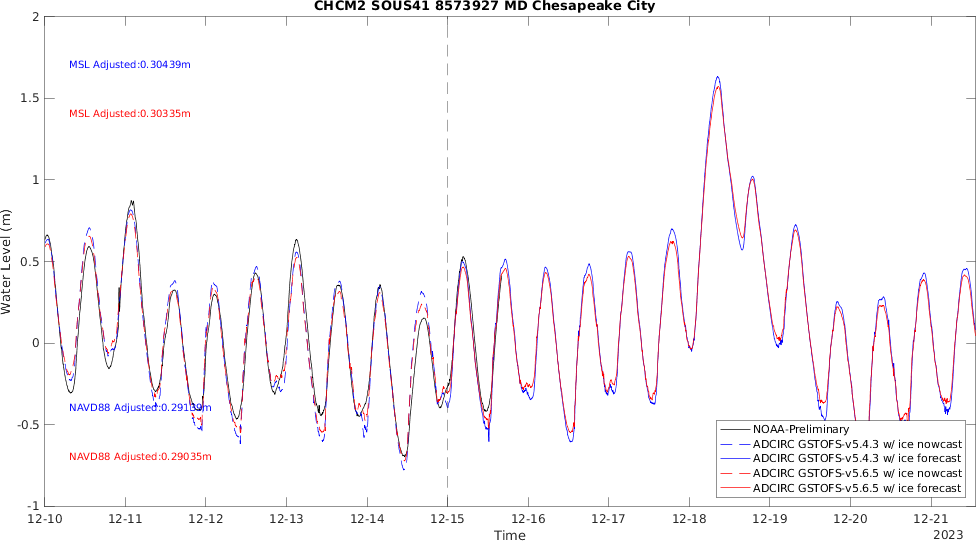 CHCM2 SOUS41 8573927 MD Chesapeake City
2
1.5
1
0.5
0
-0.5
-1
Water Level (m)
MSL Adjusted:0.30439m
MSL Adjusted:0.30335m
NAVD88 Adjusted:0.29139m
NAVD88 Adjusted:0.29035m
NOAA-Preliminary
ADCIRC GSTOFS-v5.4.3 w/ ice nowcast
ADCIRC GSTOFS-v5.4.3 w/ ice forecast
ADCIRC GSTOFS-v5.6.5 w/ ice nowcast
ADCIRC GSTOFS-v5.6.5 w/ ice forecast
12-10 12-11 12-12 12-13 12-14 12-15 12-16 12-17 12-18 12-19 12-20 12-21
Time
2023